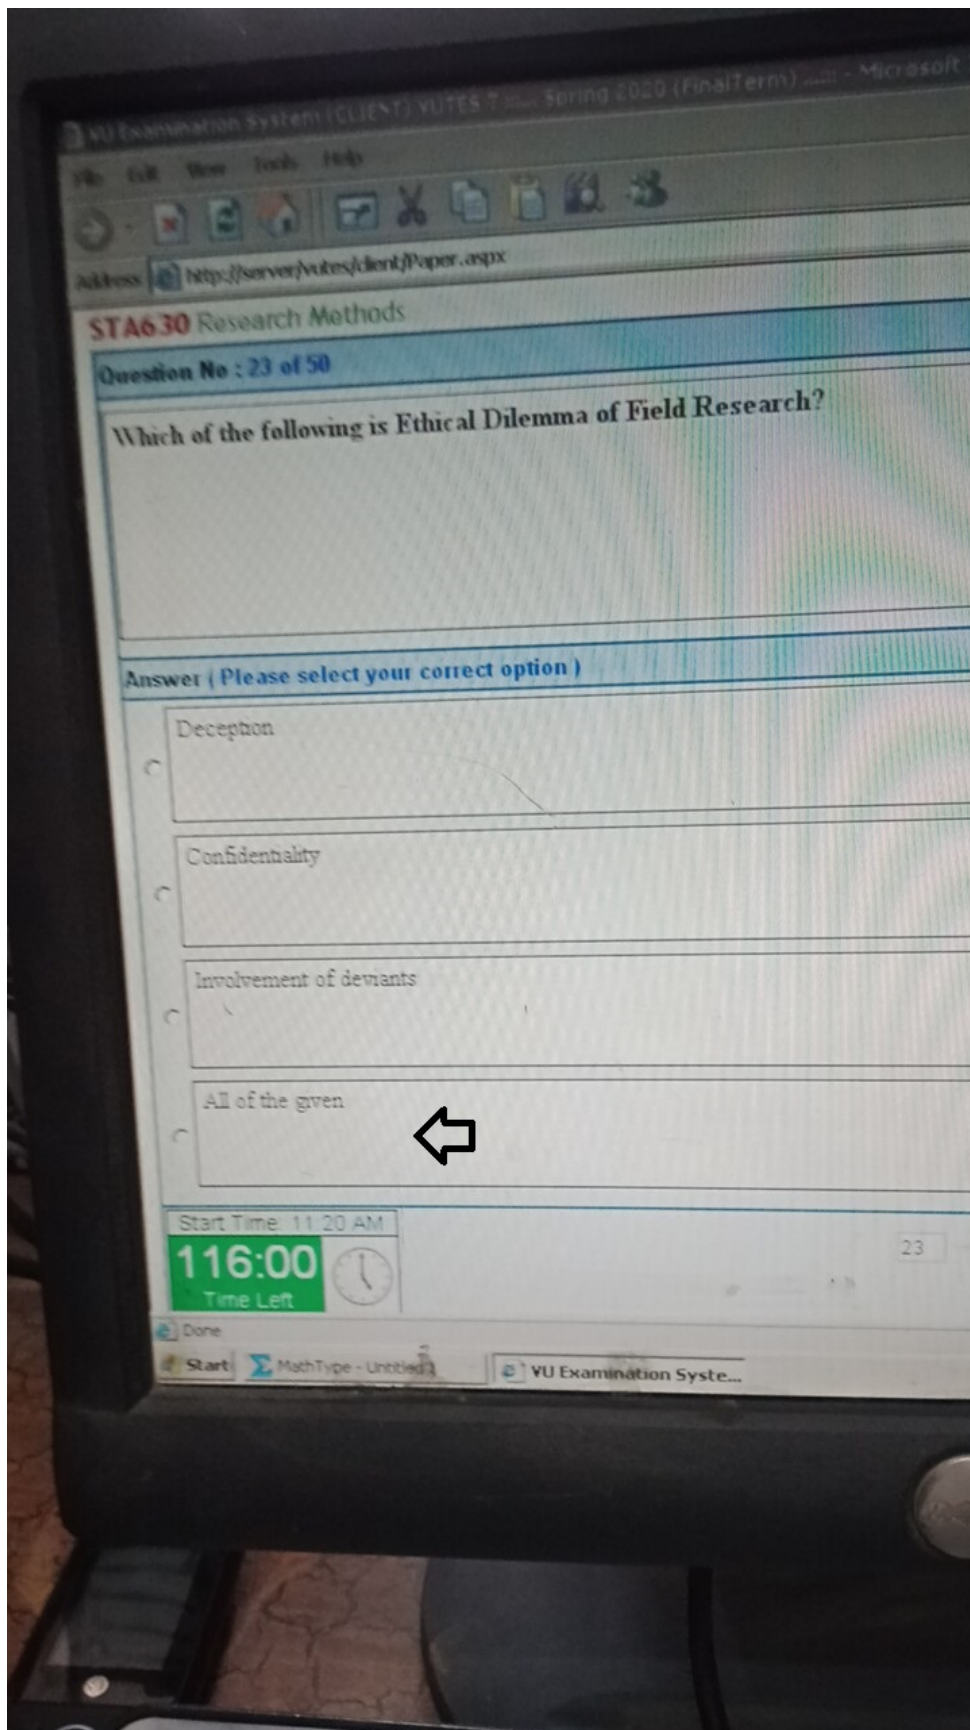 VU Examination System (CLIENT) VUTES 7 Spring 2020 (FinalTerm) ..... - Microsoft
File Edit View Tools Help
Address http://server/vutes/client/Paper.aspx
STA630 Research Methods
Question No : 23 of 50
Which of the following is Ethical Dilemma of Field Research?
Answer ( Please select your correct option )
Deception
Confidentiality
Involvement of deviants
All of the given
Start Time: 11:20 AM
116:00
23
Time Left
Done
Start MathType - Untitled 1 VU Examination Syste...